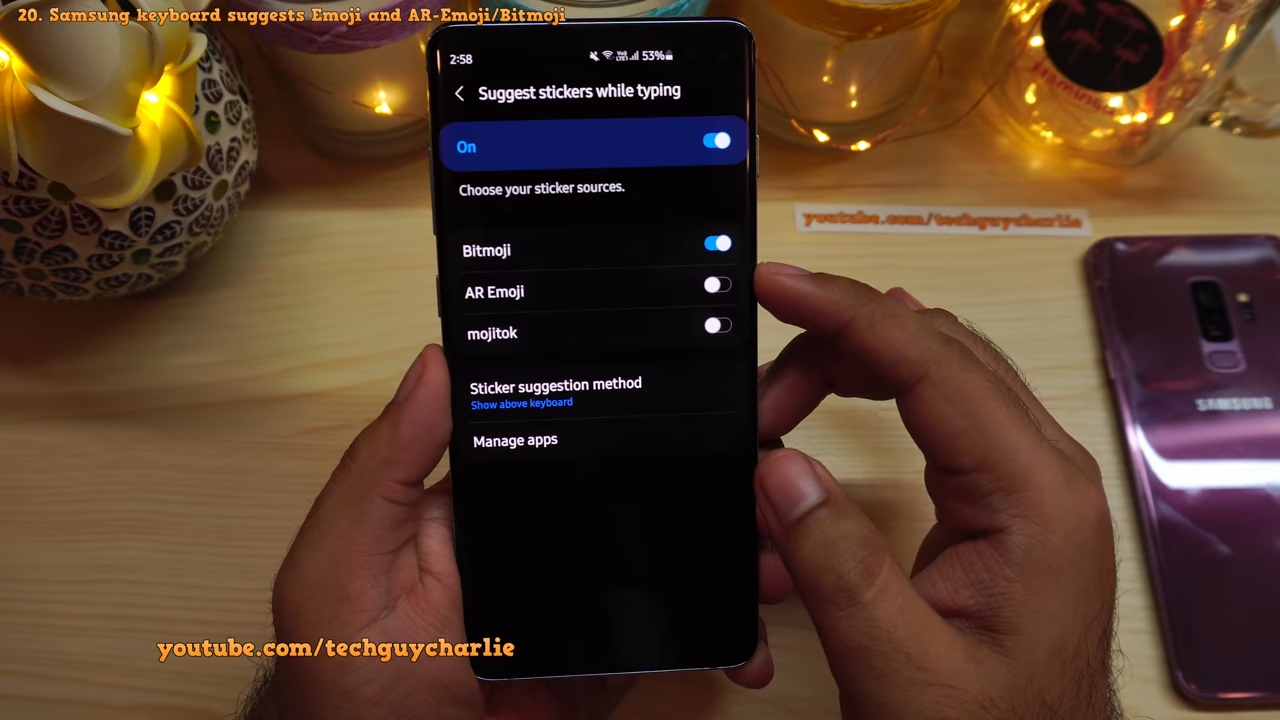 20. Samsung keyboard suggests Emoji and AR-Emoji/Bitmoji
2:58
53%
Suggest stickers while typing
On
Choose your sticker sources.
Bitmoji
AR Emoji
mojitok
Sticker suggestion method
Show above keyboard
Manage apps
youtube.com/techguycharlie
SAMSUNG
youtube.com/techguycharlie